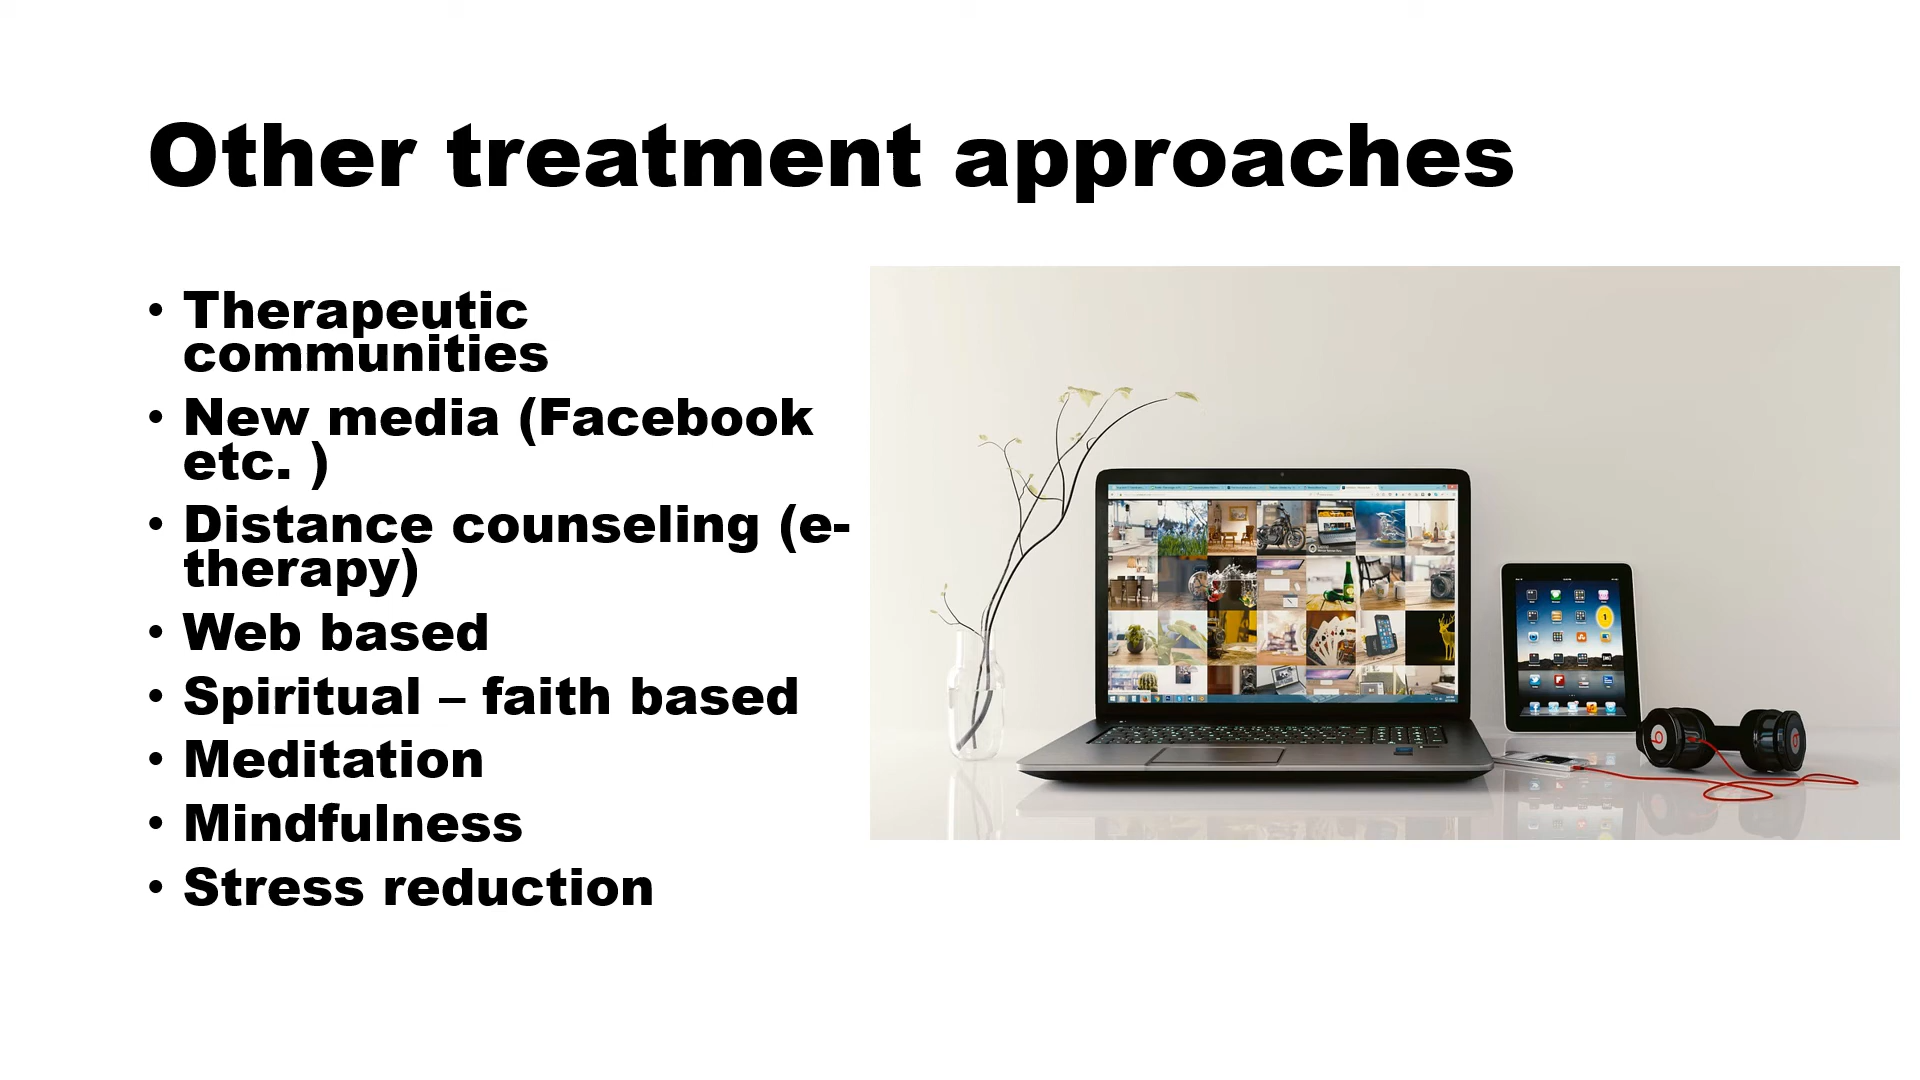 Other treatment approaches
• Therapeutic
communities
• New media (Facebook
etc. )
• Distance counseling (e-
therapy)
• Web based
• Spiritual – faith based
• Meditation
• Mindfulness
• Stress reduction